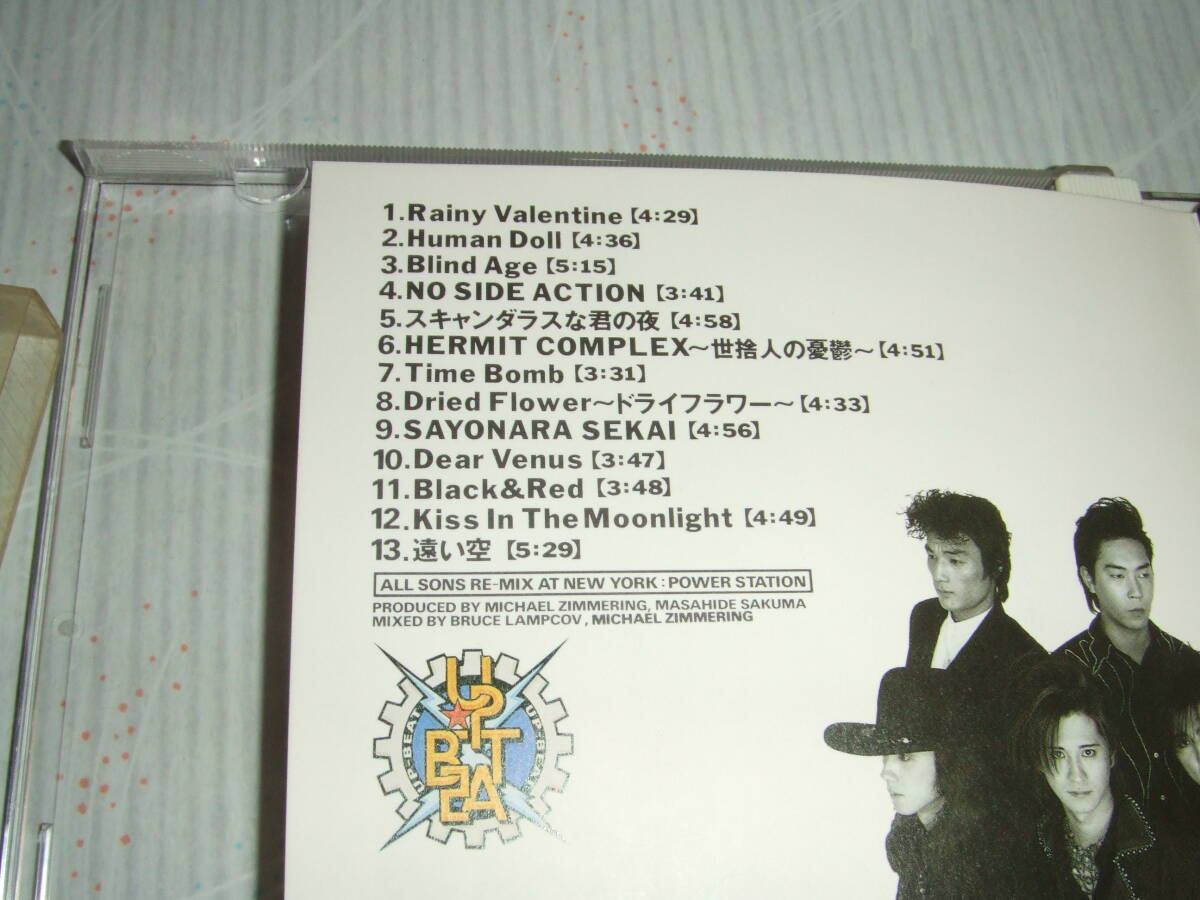 1.Rainy Valentine【4:29】
2.Human Doll【4:36】
3.Blind Age【5:15】
4.NO SIDE ACTION【3:41】
5.スキャンダラスな君の夜【4:58】
6.HERMIT COMPLEX〜世捨人の憂鬱〜【4:51】
7.Time Bomb【3:31】
8.Dried Flower〜ドライフラワー〜【4:33】
9.SAYONARA SEKAI【4:56】
10.Dear Venus【3:47】
11.Black&Red【3:48】
12.Kiss In The Moonlight【4:49】
13.遠い空【5:29】
ALL SONS RE-MIX AT NEW YORK : POWER STATION
PRODUCED BY MICHAEL ZIMMERING, MASAHIDE SAKUMA
MIXED BY BRUCE LAMPCOV, MICHAEL ZIMMERING
UP-BEAT
UP
BEAT
UP-BEAT